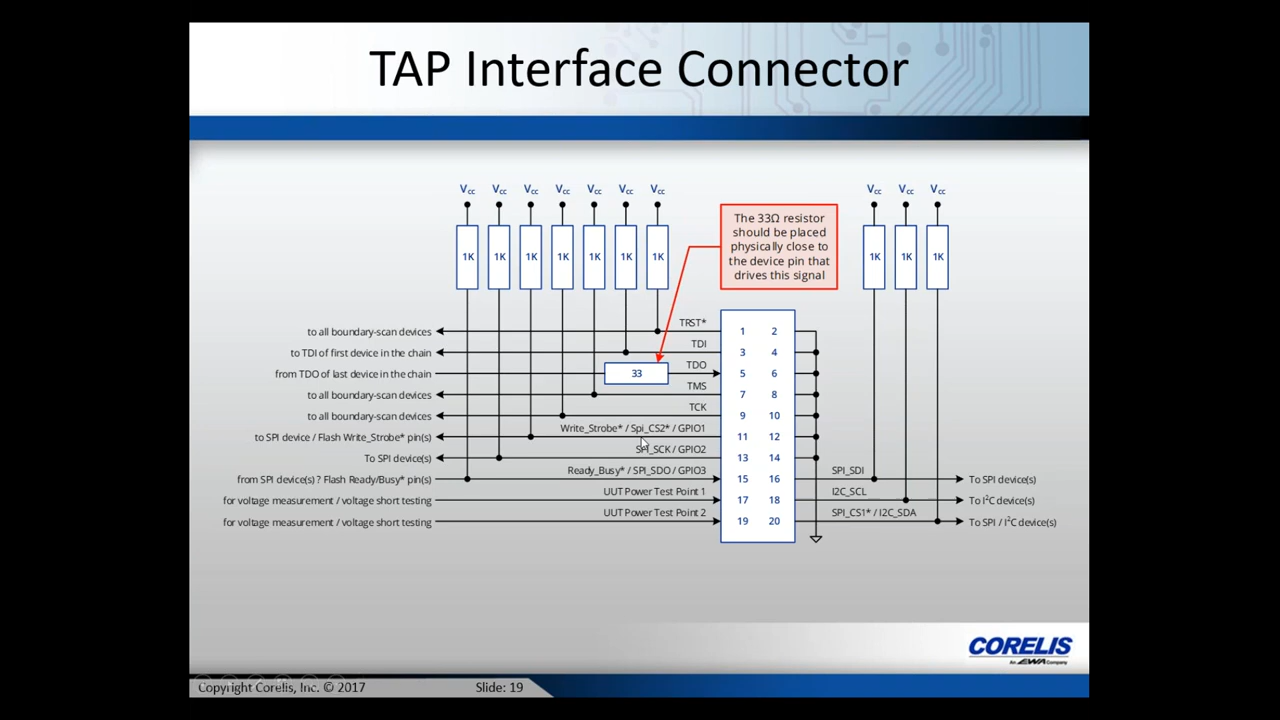 TAP Interface Connector
Vcc Vcc Vcc Vcc Vcc Vcc Vcc Vcc Vcc Vcc
1K 1K 1K 1K 1K 1K 1K 1K 1K 1K
The 33Ω resistor
should be placed
physically close to
the device pin that
drives this signal
to all boundary-scan devices TRST* 1 2
to TDI of first device in the chain TDI 3 4
from TDO of last device in the chain 33 TDO 5 6
to all boundary-scan devices TMS 7 8
to all boundary-scan devices TCK 9 10
to SPI device / Flash Write_Strobe* pin(s) Write_Strobe* / Spi_CS2* / GPIO1 11 12
To SPI device(s) SPI_SCK / GPIO2 13 14
from SPI device(s) ? Flash Ready/Busy* pin(s) Ready_Busy* / SPI_SDO / GPIO3 15 16 SPI_SDI To SPI device(s)
for voltage measurement / voltage short testing UUT Power Test Point 1 17 18 I2C_SCL To I²C device(s)
for voltage measurement / voltage short testing UUT Power Test Point 2 19 20 SPI_CS1* / I2C_SDA To SPI / I²C device(s)
CORELIS
An EWA Company
Copyright Corelis, Inc. © 2017 Slide: 19